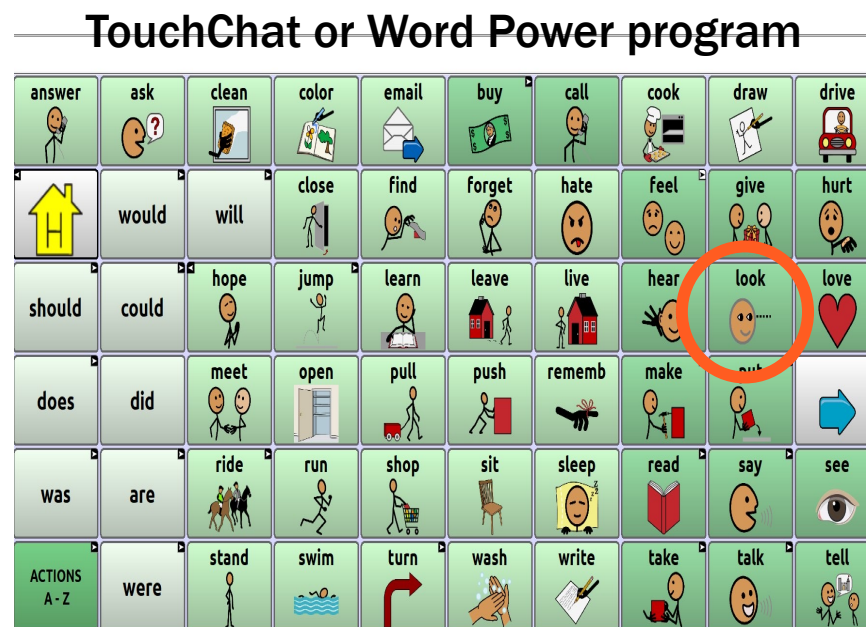 TouchChat or Word Power program
answer ask clean color email buy call cook draw drive
H would will close find forget hate feel give hurt
should could hope jump learn leave live hear look love
does did meet open pull push rememb make put
was are ride run shop sit sleep read say see
ACTIONS
A - Z
were stand swim turn wash write take talk tell